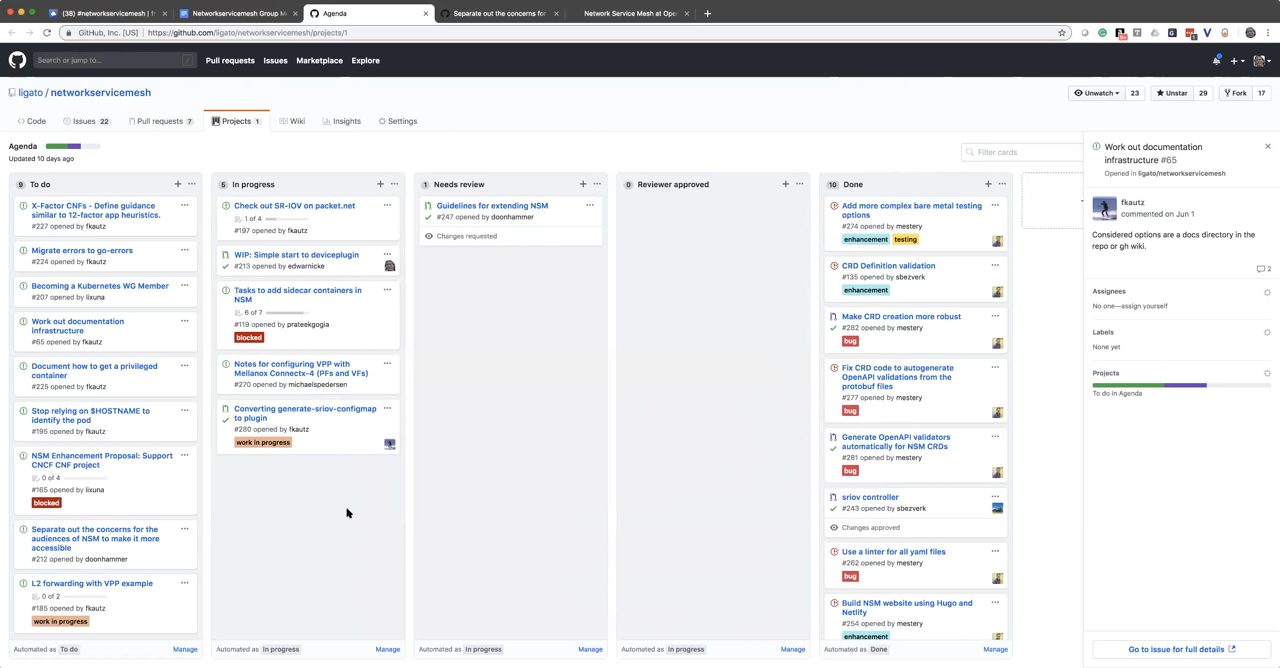 (38) #networkservicemesh | f
Networkservicemesh Group M
Agenda
Separate out the concerns for
Network Service Mesh at Ope
GitHub, Inc. [US] | https://github.com/ligato/networkservicemesh/projects/1
Search or jump to...
Pull requests Issues Marketplace Explore
ligato / networkservicemesh
Unwatch 23 Unstar 29 Fork 17
Code Issues 22 Pull requests 7 Projects 1 Wiki Insights Settings
Agenda
Updated 10 days ago
Filter cards
9 To do
X-Factor CNFs - Define guidance
similar to 12-factor app heuristics.
#227 opened by fkautz
Migrate errors to go-errors
#224 opened by fkautz
Becoming a Kubernetes WG Member
#207 opened by lixuna
Work out documentation
infrastructure
#65 opened by fkautz
Document how to get a privileged
container
#225 opened by fkautz
Stop relying on $HOSTNAME to
identify the pod
#195 opened by fkautz
NSM Enhancement Proposal: Support
CNCF CNF project
0 of 4
#165 opened by lixuna
blocked
Separate out the concerns for the
audiences of NSM to make it more
accessible
#212 opened by doonhammer
L2 forwarding with VPP example
0 of 2
#185 opened by fkautz
work in progress
Automated as To do Manage
5 In progress
Check out SR-IOV on packet.net
1 of 4
#197 opened by fkautz
WIP: Simple start to deviceplugin
#213 opened by edwarnicke
Tasks to add sidecar containers in
NSM
6 of 7
#119 opened by prateekgogia
blocked
Notes for configuring VPP with
Mellanox Connectx-4 (PFs and VFs)
#270 opened by michaelspedersen
Converting generate-sriov-configmap
to plugin
#280 opened by fkautz
work in progress
Automated as In progress Manage
1 Needs review
Guidelines for extending NSM
#247 opened by doonhammer
Changes requested
Automated as In progress Manage
0 Reviewer approved
Automated as In progress Manage
10 Done
Add more complex bare metal testing
options
#274 opened by mestery
enhancement testing
CRD Definition validation
#135 opened by sbezverk
enhancement
Make CRD creation more robust
#282 opened by mestery
bug
Fix CRD code to autogenerate
OpenAPI validations from the
protobuf files
#277 opened by mestery
bug
Generate OpenAPI validators
automatically for NSM CRDs
#281 opened by mestery
bug
sriov controller
#243 opened by sbezverk
Changes approved
Use a linter for all yaml files
#262 opened by mestery
bug
Build NSM website using Hugo and
Netlify
#254 opened by mestery
enhancement
Automated as Done Manage
Work out documentation
infrastructure #65
Opened in ligato/networkservicemesh
fkautz
commented on Jun 1
Considered options are a docs directory in the
repo or gh wiki.
2
Assignees
No one—assign yourself
Labels
None yet
Projects
To do in Agenda
Go to issue for full details